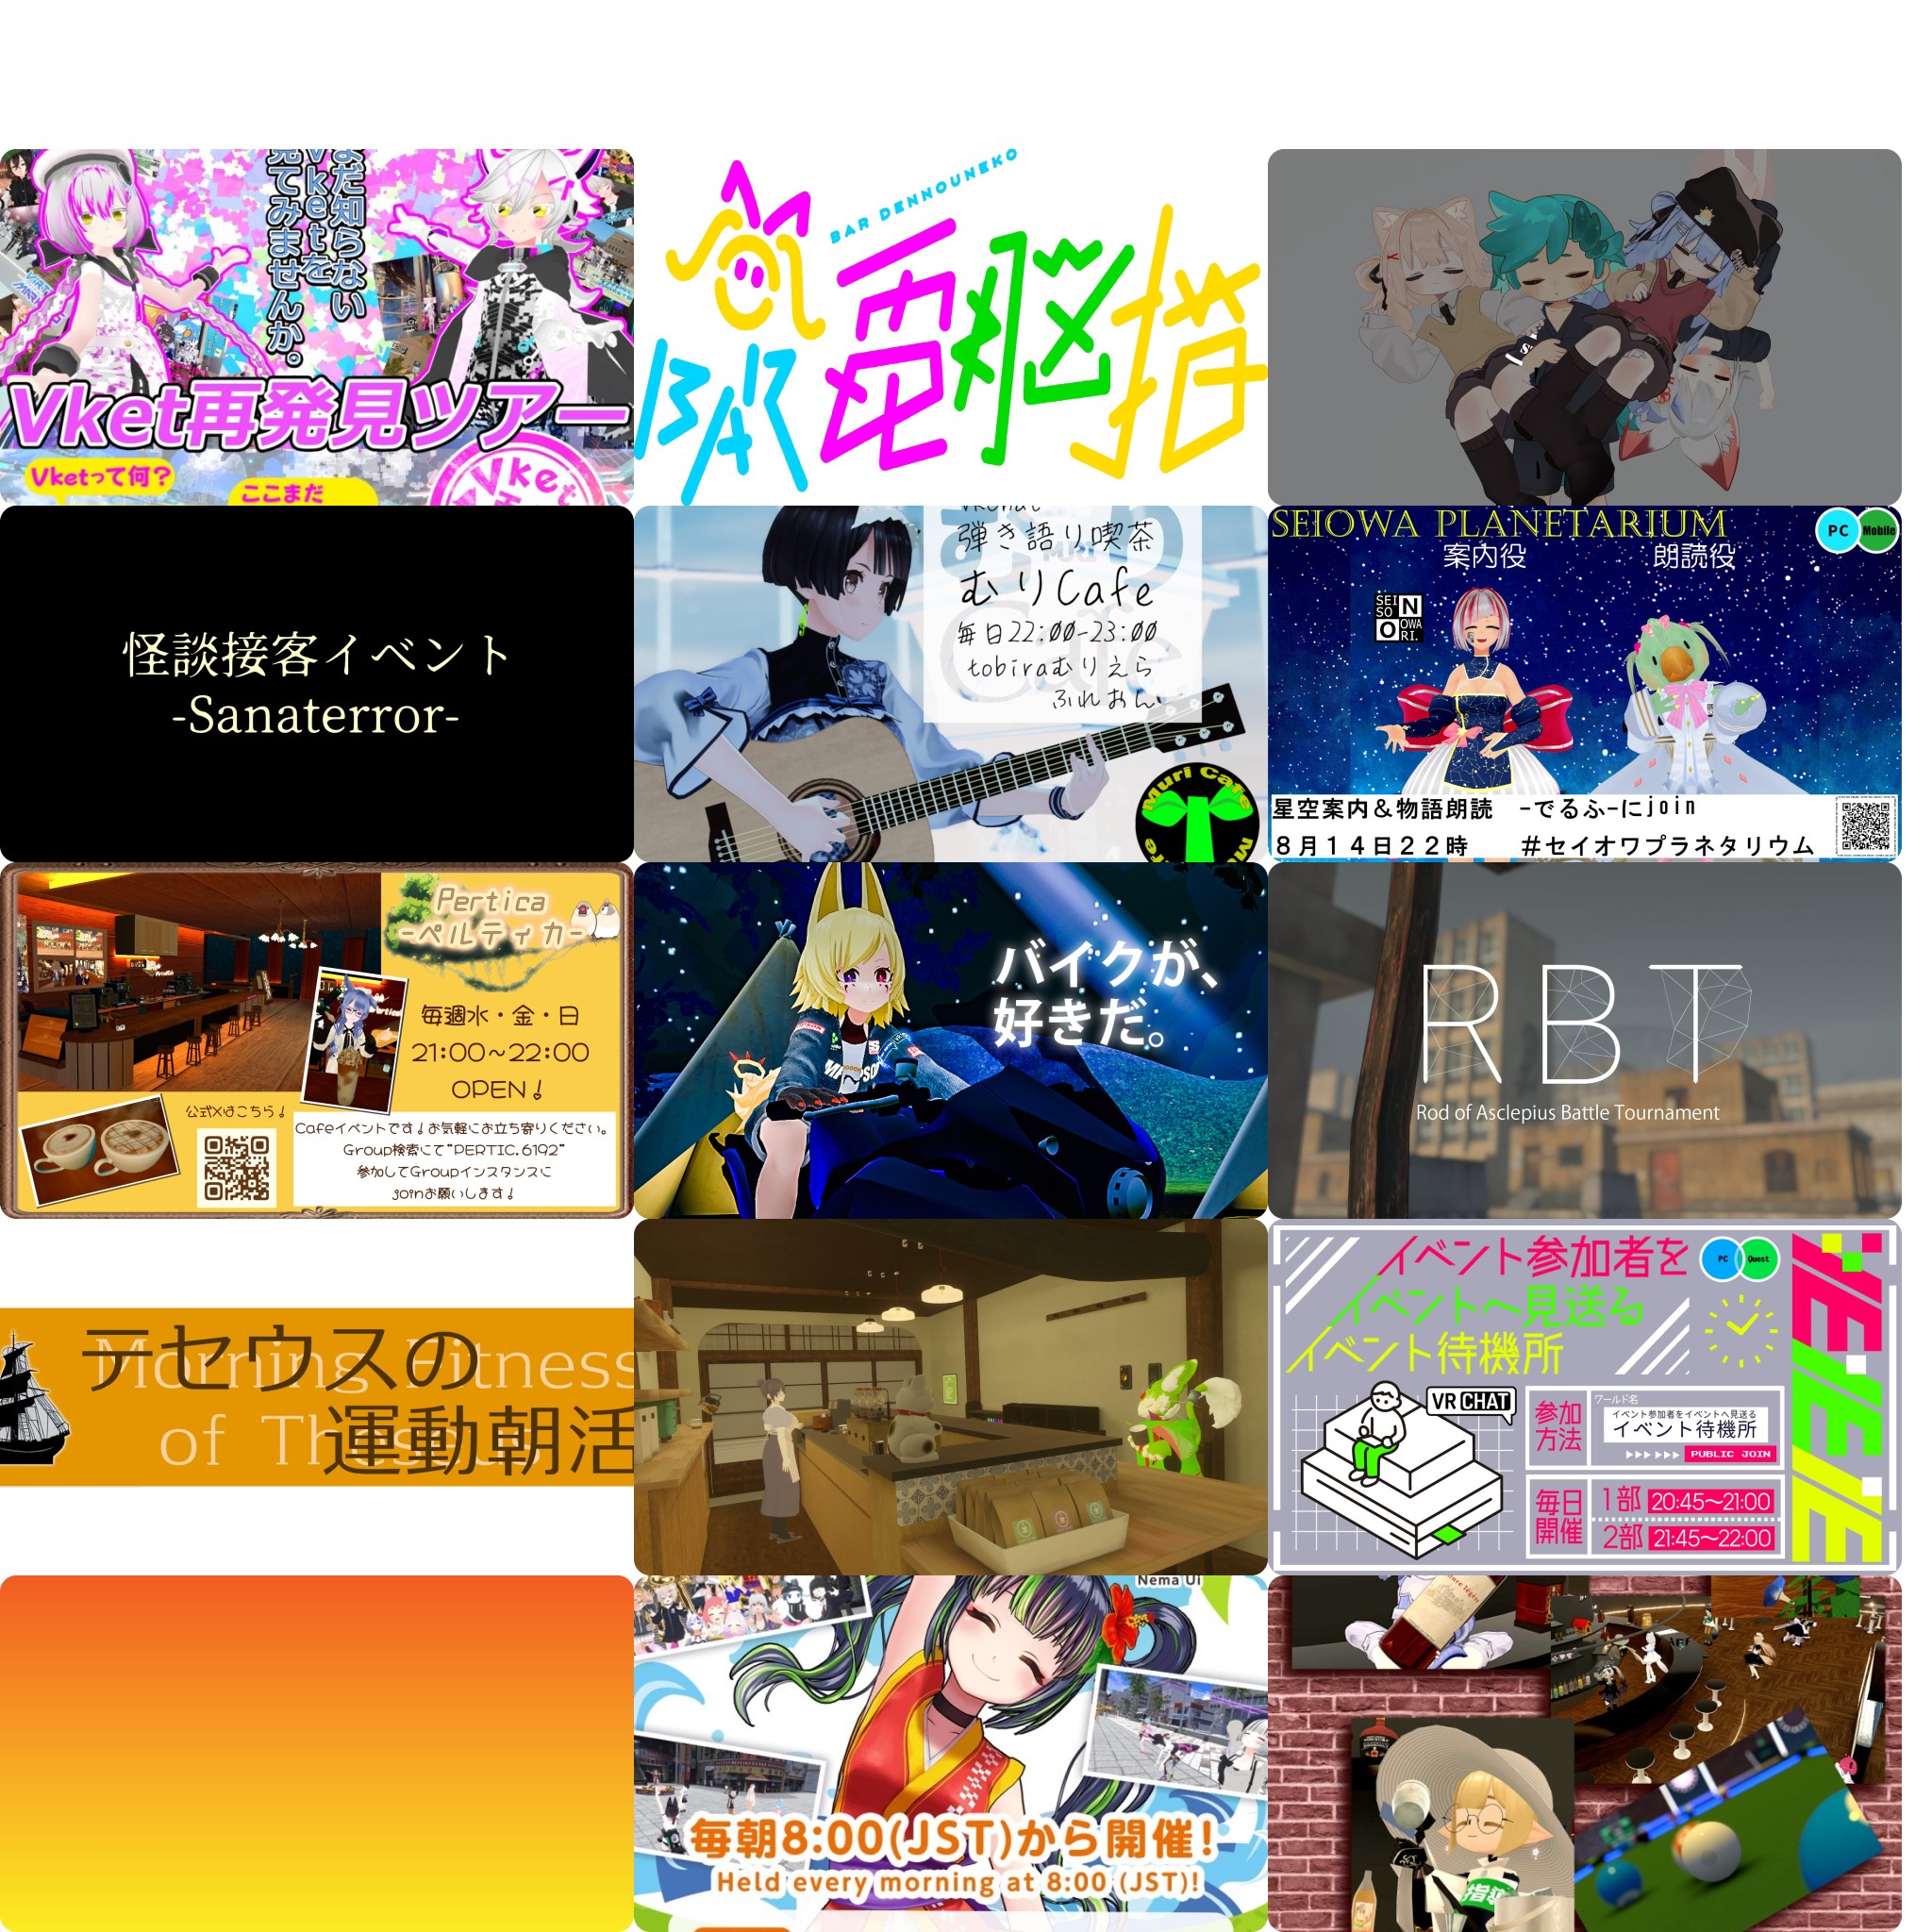 まだ知らない
Vketを
見てみませんか。
Vket再発見ツアー
Vketって何?
ここまだ
Vket
BAR DENNOUNEKO
BAR電脳猫
怪談接客イベント
-Sanaterror-
弾き語り喫茶
むりCafe
毎日22:00-23:00
tobiraむりえら
ふれおん
Muri Cafe
SEIOWA PLANETARIUM
PC Mobile
案内役 朗読役
SEI
SO N
O OWA
RI.
星空案内&物語朗読 -でるふ-にjoin
8月14日22時 #セイオワプラネタリウム
Pertica
-ペルティカ-
毎週水・金・日
21:00~22:00
OPEN!
公式Xはこちら!
Cafeイベントです!お気軽にお立ち寄りください。
Group検索にて"PERTIC.6192"
参加してGroupインスタンスに
joinお願いします!
バイクが、
好きだ。
RBT
Rod of Asclepius Battle Tournament
テセウスの
運動朝活
Morning Fitness
of Theseus
イベント参加者を
イベントへ見送る
イベント待機所
PC Quest
VRCHAT
参加
方法
ワールド名
イベント参加者をイベントへ見送る
イベント待機所
PUBLIC JOIN
毎日
開催
1部 20:45~21:00
2部 21:45~22:00
Nema Ui
毎朝8:00(JST)から開催!
Held every morning at 8:00 (JST)!
指導